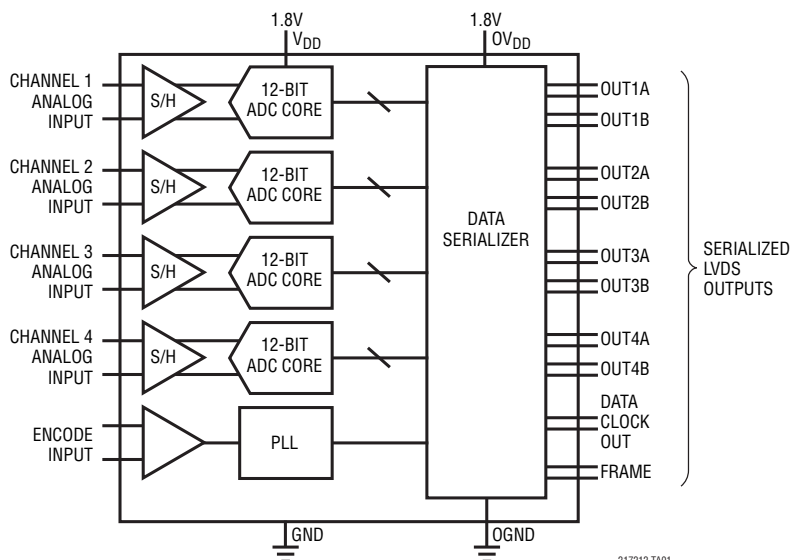 1.8V
VDD
1.8V
OVDD
CHANNEL 1
ANALOG
INPUT
S/H
12-BIT
ADC CORE
OUT1A
OUT1B
CHANNEL 2
ANALOG
INPUT
S/H
12-BIT
ADC CORE
OUT2A
OUT2B
DATA
SERIALIZER
CHANNEL 3
ANALOG
INPUT
S/H
12-BIT
ADC CORE
OUT3A
OUT3B
SERIALIZED
LVDS
OUTPUTS
CHANNEL 4
ANALOG
INPUT
S/H
12-BIT
ADC CORE
OUT4A
OUT4B
ENCODE
INPUT
PLL
DATA
CLOCK
OUT
FRAME
GND
OGND
217212 TA01